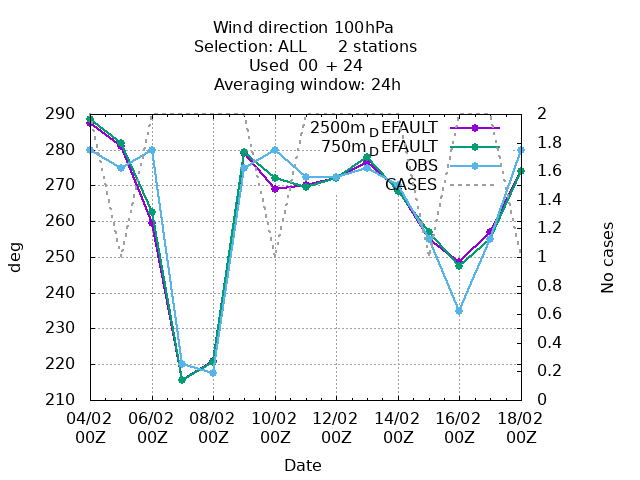 Wind direction 100hPa
Selection: ALL 2 stations
Used 00 + 24
Averaging window: 24h
2500m_DEFAULT
750m_DEFAULT
OBS
CASES
290
280
270
260
250
240
230
220
210
deg
2
1.8
1.6
1.4
1.2
1
0.8
0.6
0.4
0.2
0
No cases
04/02 06/02 08/02 10/02 12/02 14/02 16/02 18/02
00Z 00Z 00Z 00Z 00Z 00Z 00Z 00Z
Date